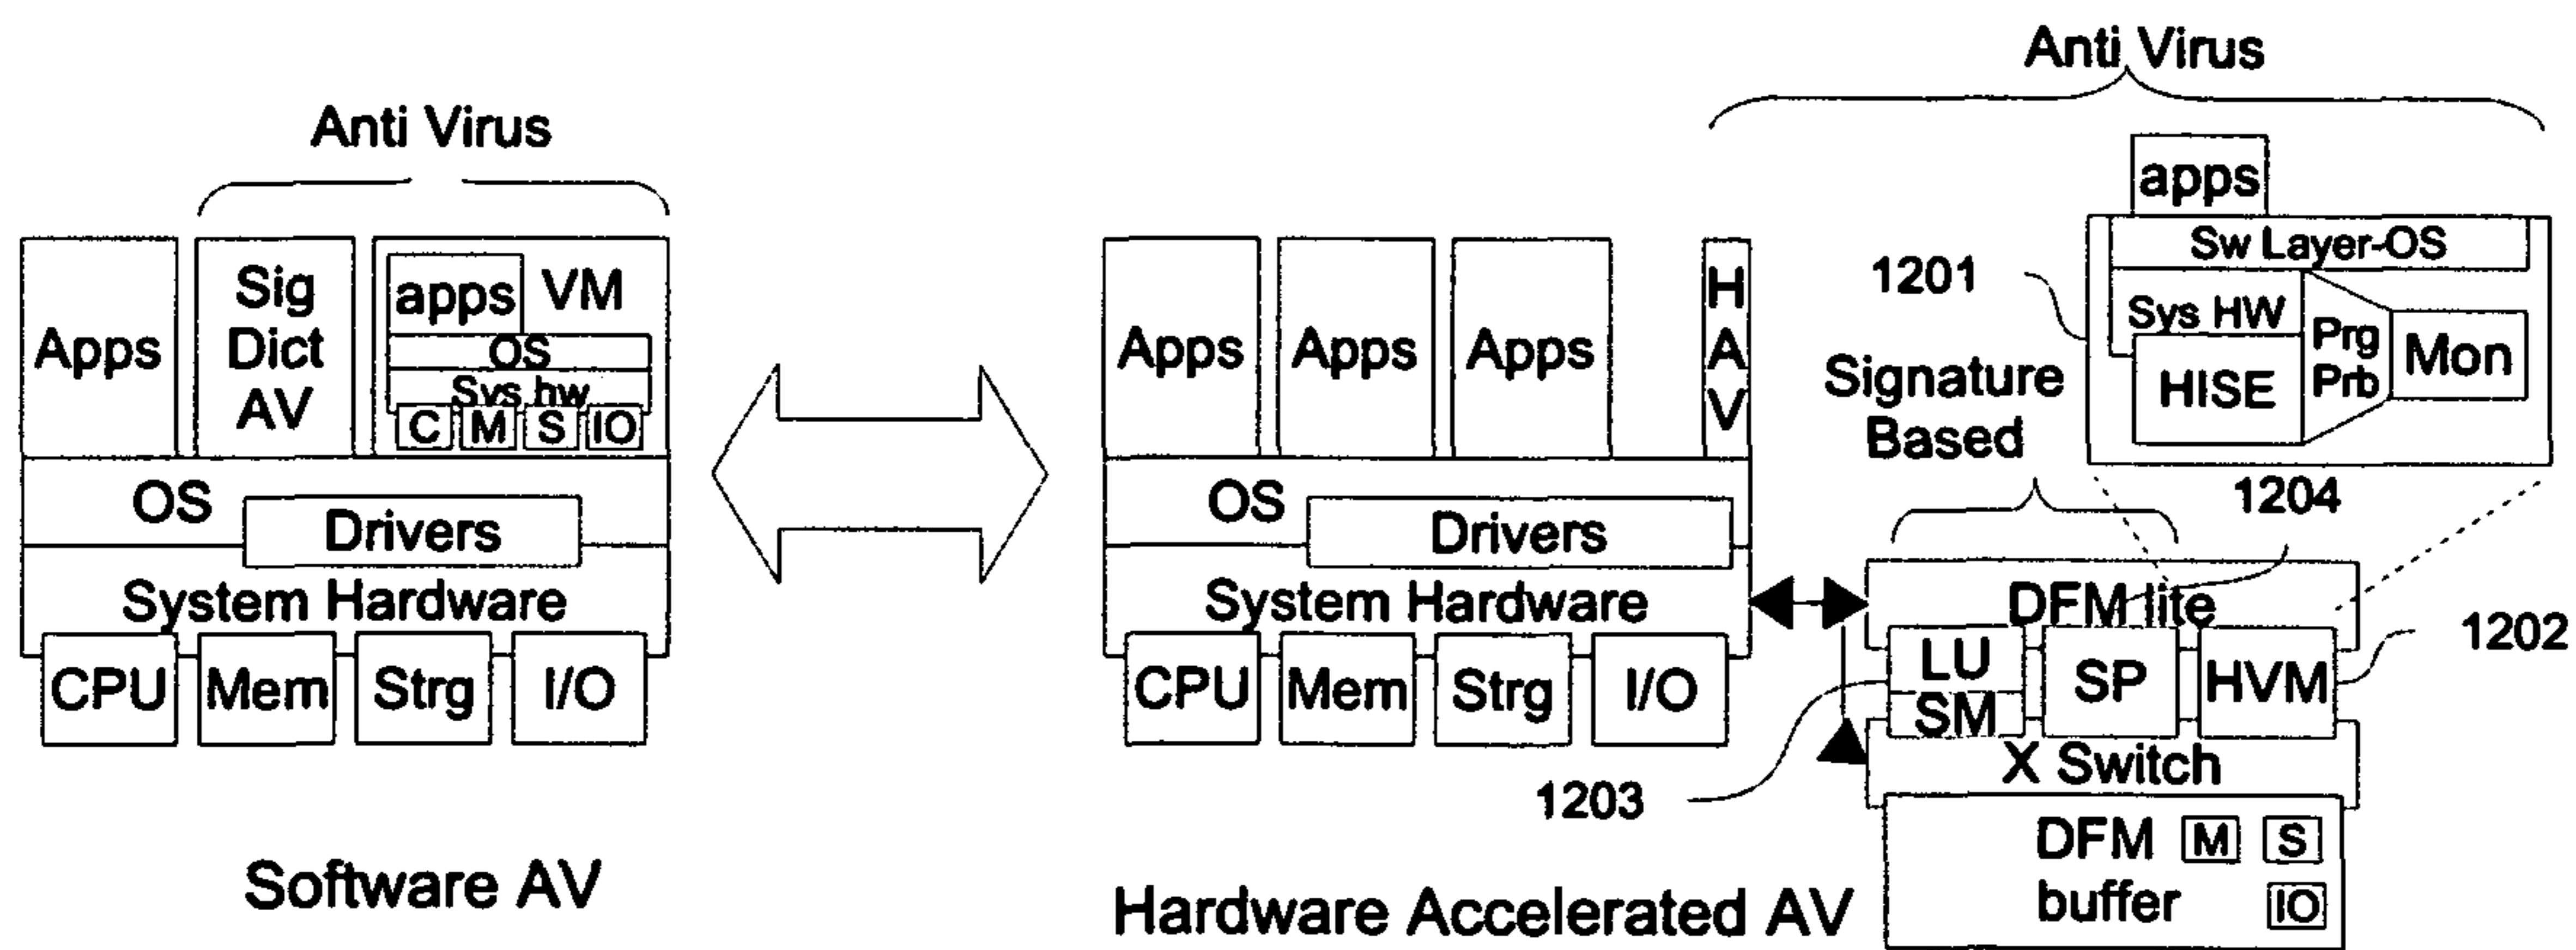 Anti Virus
Apps
Sig
Dict
AV
apps
VM
OS
Sys hw
C
M
S
IO
OS
Drivers
System Hardware
CPU
Mem
Strg
I/O
Software AV
Anti Virus
Apps
Apps
Apps
H
A
V
OS
Drivers
System Hardware
CPU
Mem
Strg
I/O
apps
Sw Layer-OS
1201
Sys HW
HISE
Prg
Prb
Mon
Signature
Based
1204
DFM lite
LU
SM
SP
HVM
1202
1203
X Switch
DFM
buffer
M
S
IO
Hardware Accelerated AV